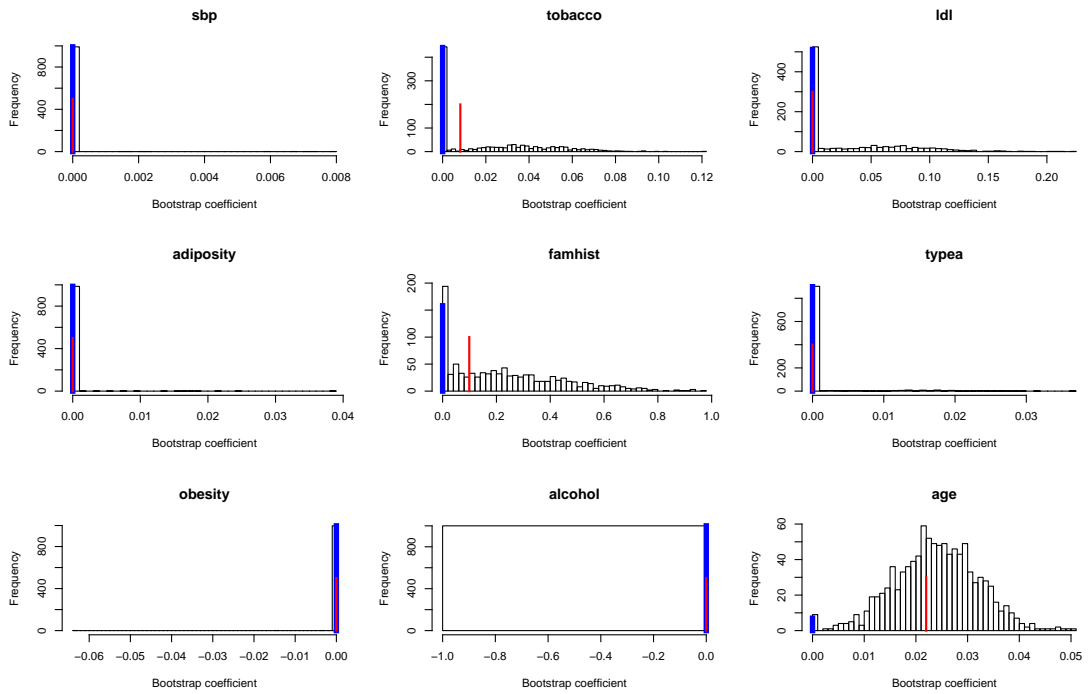 sbp
Frequency
0 400 800
0.000 0.002 0.004 0.006 0.008
Bootstrap coefficient
tobacco
Frequency
0 100 300
0.00 0.02 0.04 0.06 0.08 0.10 0.12
Bootstrap coefficient
ldl
Frequency
0 200 400
0.00 0.05 0.10 0.15 0.20
Bootstrap coefficient
adiposity
Frequency
0 400 800
0.00 0.01 0.02 0.03 0.04
Bootstrap coefficient
famhist
Frequency
0 50 100 200
0.0 0.2 0.4 0.6 0.8 1.0
Bootstrap coefficient
typea
Frequency
0 200 600
0.00 0.01 0.02 0.03
Bootstrap coefficient
obesity
Frequency
0 400 800
−0.06 −0.05 −0.04 −0.03 −0.02 −0.01 0.00
Bootstrap coefficient
alcohol
Frequency
0 400 800
−1.0 −0.8 −0.6 −0.4 −0.2 0.0
Bootstrap coefficient
age
Frequency
0 20 40 60
0.00 0.01 0.02 0.03 0.04 0.05
Bootstrap coefficient